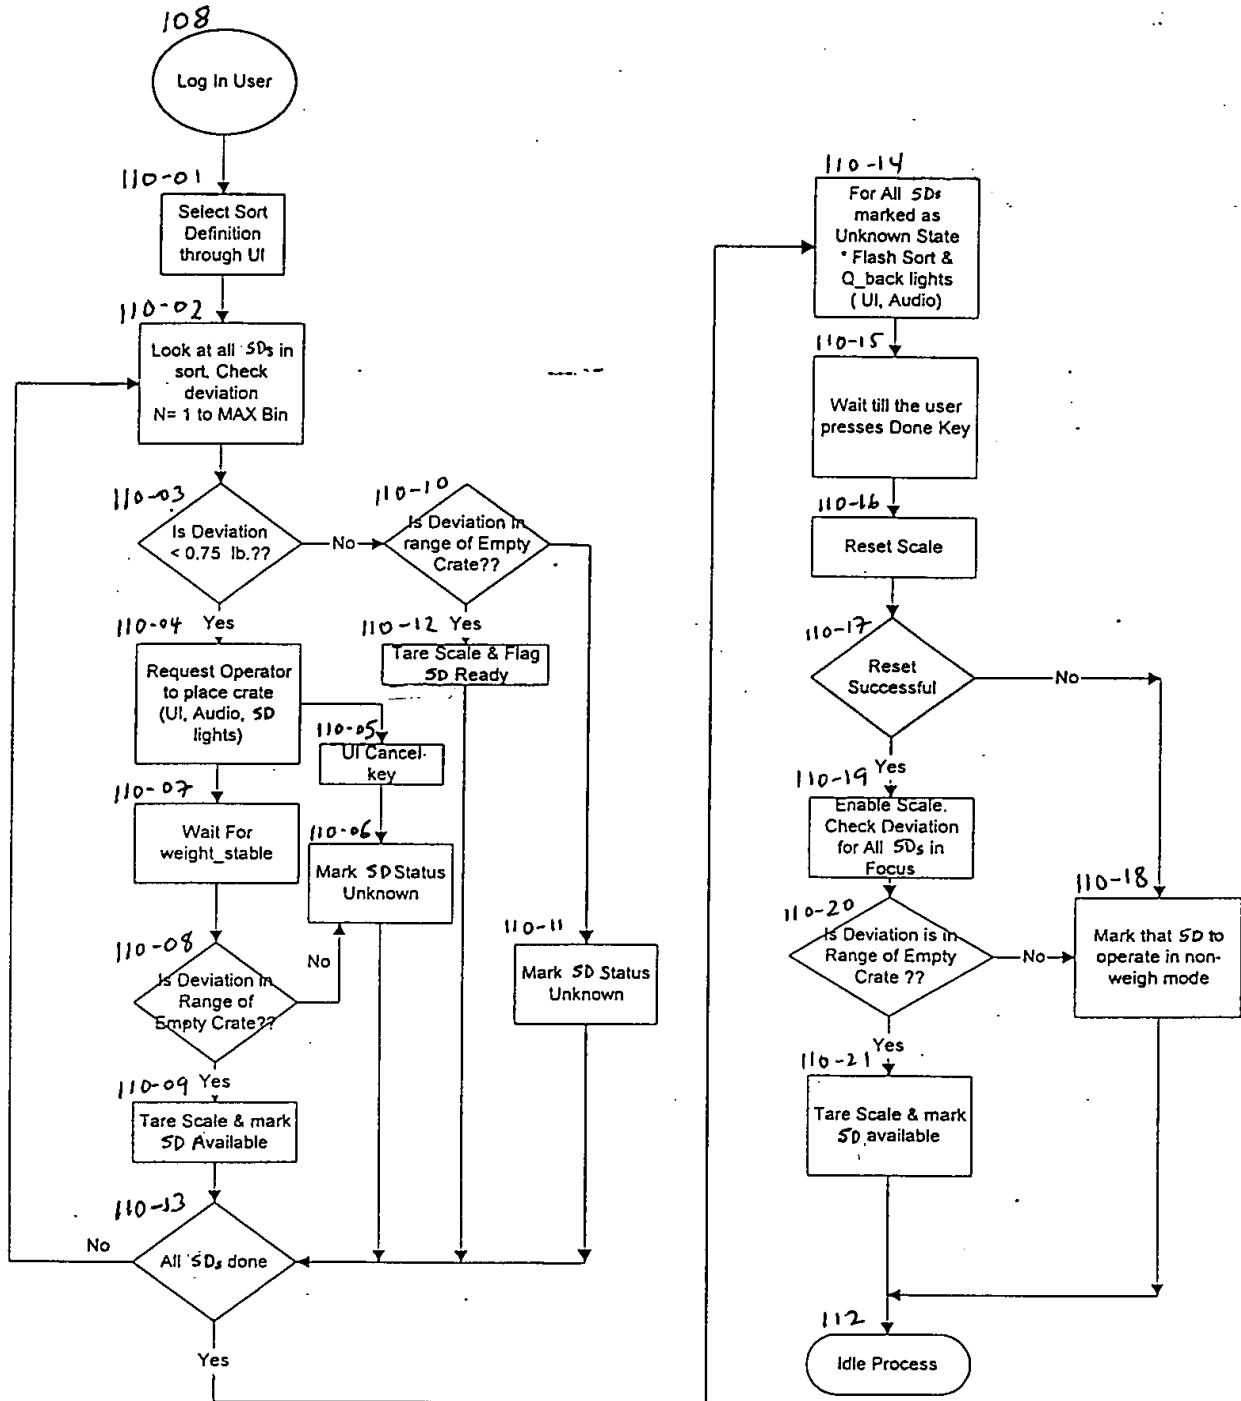 108
Log In User
110-01
Select Sort
Definition
through UI
110-02
Look at all SDs in
sort. Check
deviation
N= 1 to MAX Bin
110-03
Is Deviation
< 0.75 lb.??
No
110-10
Is Deviation in
range of Empty
Crate??
Yes
110-04
Request Operator
to place crate
(UI, Audio, SD
lights)
110-12
Yes
Tare Scale & Flag
SD Ready
110-05
UI Cancel
key
110-07
Wait For
weight_stable
110-06
Mark SD Status
Unknown
110-08
Is Deviation in
Range of
Empty Crate??
No
110-11
Mark SD Status
Unknown
Yes
110-09
Tare Scale & mark
SD Available
110-13
All SDs done
No
Yes
110-14
For All SDs
marked as
Unknown State
* Flash Sort &
Q_back lights
( UI, Audio)
110-15
Wait till the user
presses Done Key
110-16
Reset Scale
110-17
Reset
Successful
No
Yes
110-19
Enable Scale.
Check Deviation
for All SDs in
Focus
110-20
Is Deviation is in
Range of Empty
Crate ??
No
110-18
Mark that SD to
operate in non-
weigh mode
Yes
110-21
Tare Scale & mark
SD available
112
Idle Process